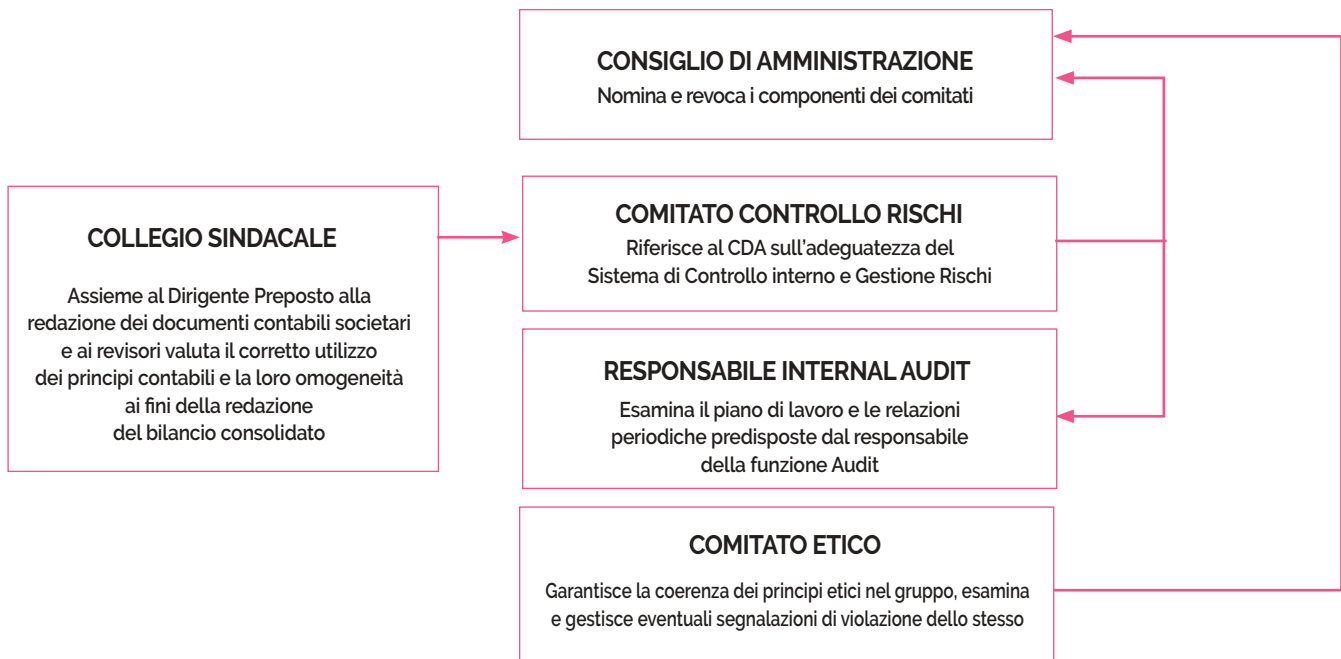 CONSIGLIO DI AMMINISTRAZIONE
Nomina e revoca i componenti dei comitati
COLLEGIO SINDACALE
Assieme al Dirigente Preposto alla
redazione dei documenti contabili societari
e ai revisori valuta il corretto utilizzo
dei principi contabili e la loro omogeneità
ai fini della redazione
del bilancio consolidato
COMITATO CONTROLLO RISCHI
Riferisce al CDA sull’adeguatezza del
Sistema di Controllo interno e Gestione Rischi
RESPONSABILE INTERNAL AUDIT
Esamina il piano di lavoro e le relazioni
periodiche predisposte dal responsabile
della funzione Audit
COMITATO ETICO
Garantisce la coerenza dei principi etici nel gruppo, esamina
e gestisce eventuali segnalazioni di violazione dello stesso